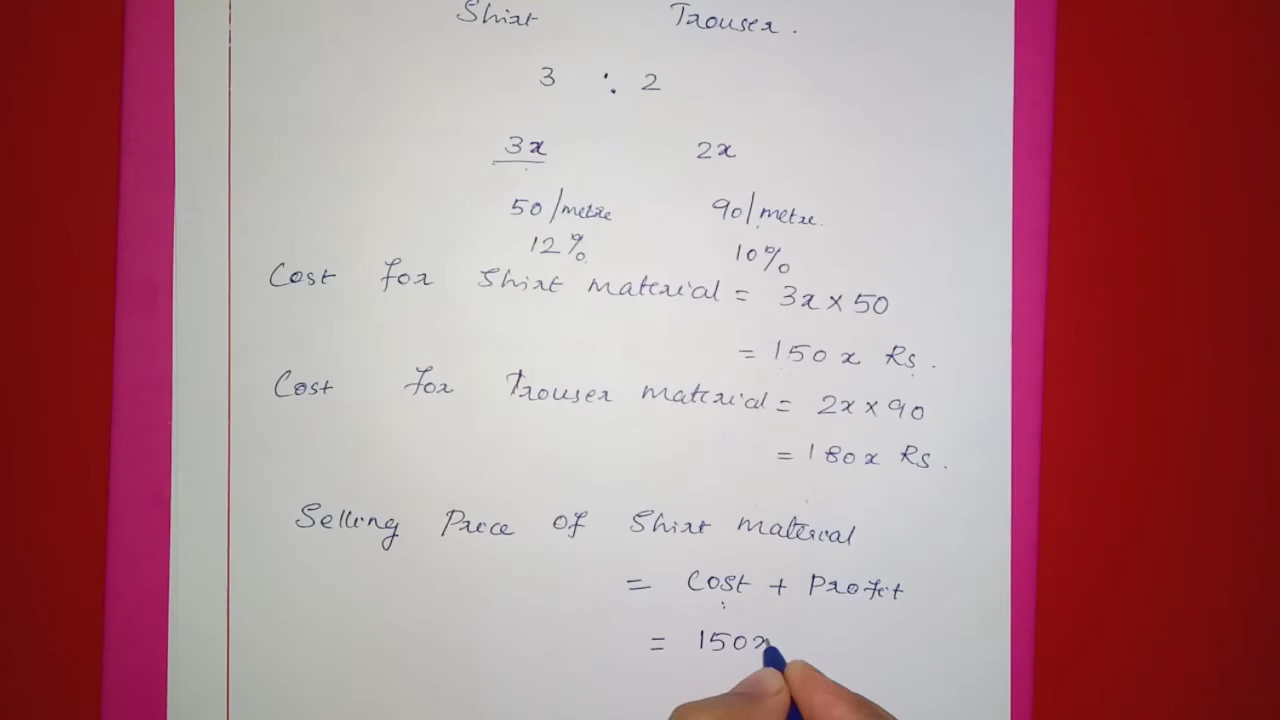 Shirt Trouser.
3 : 2
3x 2x
50/metre 90/metre.
12% 10%
Cost for Shirt material = 3x × 50
= 150x Rs.
Cost for Trouser material = 2x × 90
= 180x Rs.
Selling Price of Shirt material
= Cost + Profit
= 150x